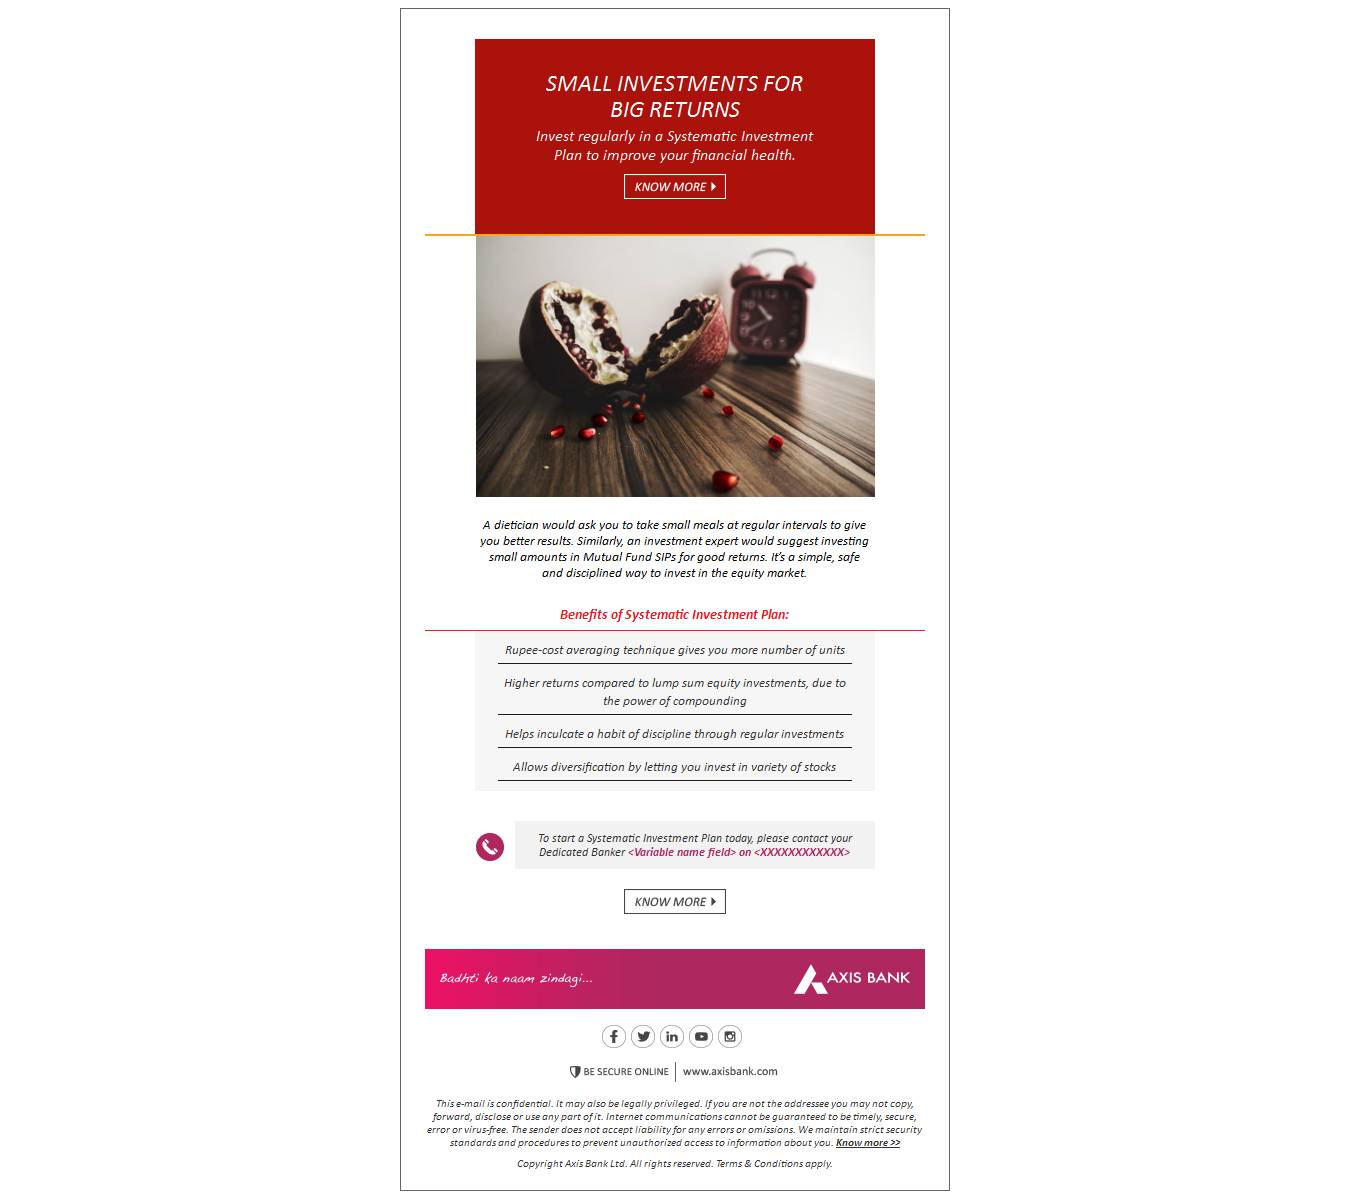 SMALL INVESTMENTS FOR
BIG RETURNS
Invest regularly in a Systematic Investment
Plan to improve your financial health.
KNOW MORE
A dietician would ask you to take small meals at regular intervals to give
you better results. Similarly, an investment expert would suggest investing
small amounts in Mutual Fund SIPs for good returns. It's a simple, safe
and disciplined way to invest in the equity market.
Benefits of Systematic Investment Plan:
Rupee-cost averaging technique gives you more number of units
Higher returns compared to lump sum equity investments, due to
the power of compounding
Helps inculcate a habit of discipline through regular investments
Allows diversification by letting you invest in variety of stocks
To start a Systematic Investment Plan today, please contact your
Dedicated Banker <Variable name field> on <XXXXXXXXXXXX>
KNOW MORE
Badhti ka naam zindagi...
AXIS BANK
BE SECURE ONLINE | www.axisbank.com
This e-mail is confidential. It may also be legally privileged. If you are not the addressee you may not copy,
forward, disclose or use any part of it. Internet communications cannot be guaranteed to be timely, secure,
error or virus-free. The sender does not accept liability for any errors or omissions. We maintain strict security
standards and procedures to prevent unauthorized access to information about you. Know more >>
Copyright Axis Bank Ltd. All rights reserved. Terms & Conditions apply.